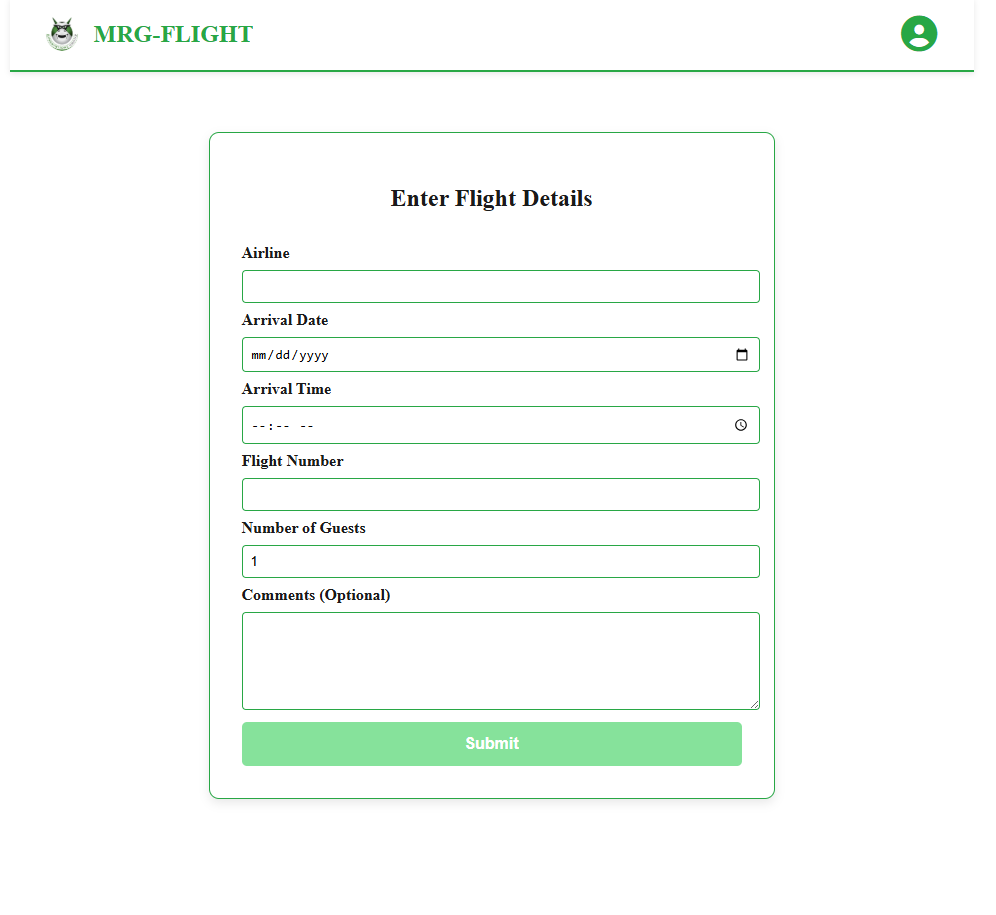 MRG-FLIGHT
Enter Flight Details
Airline
Arrival Date
mm/dd/yyyy
Arrival Time
--:-- --
Flight Number
Number of Guests
1
Comments (Optional)
Submit